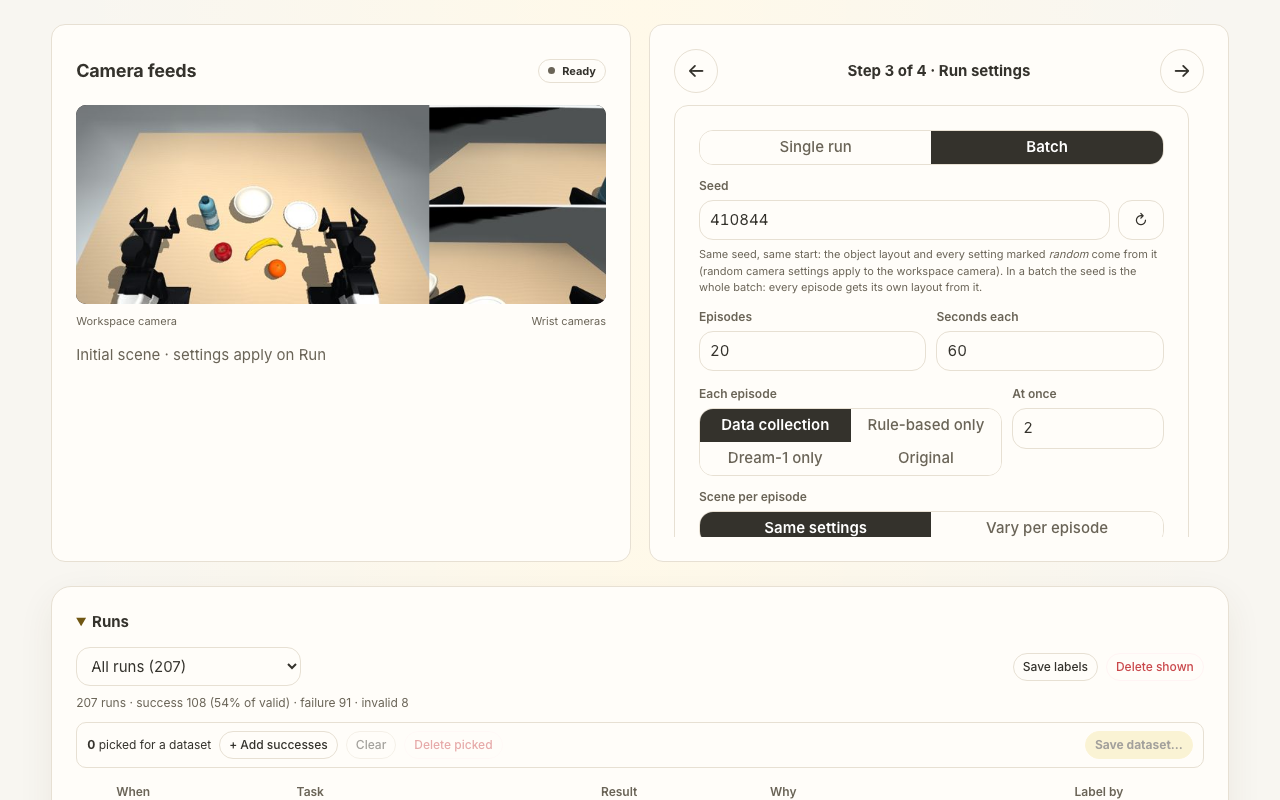 Camera feeds
Ready
Workspace camera
Wrist cameras
Initial scene · settings apply on Run
← Step 3 of 4 · Run settings →
Single run
Batch
Seed
410844
↻
Same seed, same start: the object layout and every setting marked random come from it
(random camera settings apply to the workspace camera). In a batch the seed is the
whole batch: every episode gets its own layout from it.
Episodes
Seconds each
20
60
Each episode
At once
Data collection
Rule-based only
2
Dream-1 only
Original
Scene per episode
Same settings
Vary per episode
▼ Runs
All runs (207)
Save labels
Delete shown
207 runs · success 108 (54% of valid) · failure 91 · invalid 8
0 picked for a dataset
+ Add successes
Clear
Delete picked
Save dataset...
When
Task
Result
Why
Label by